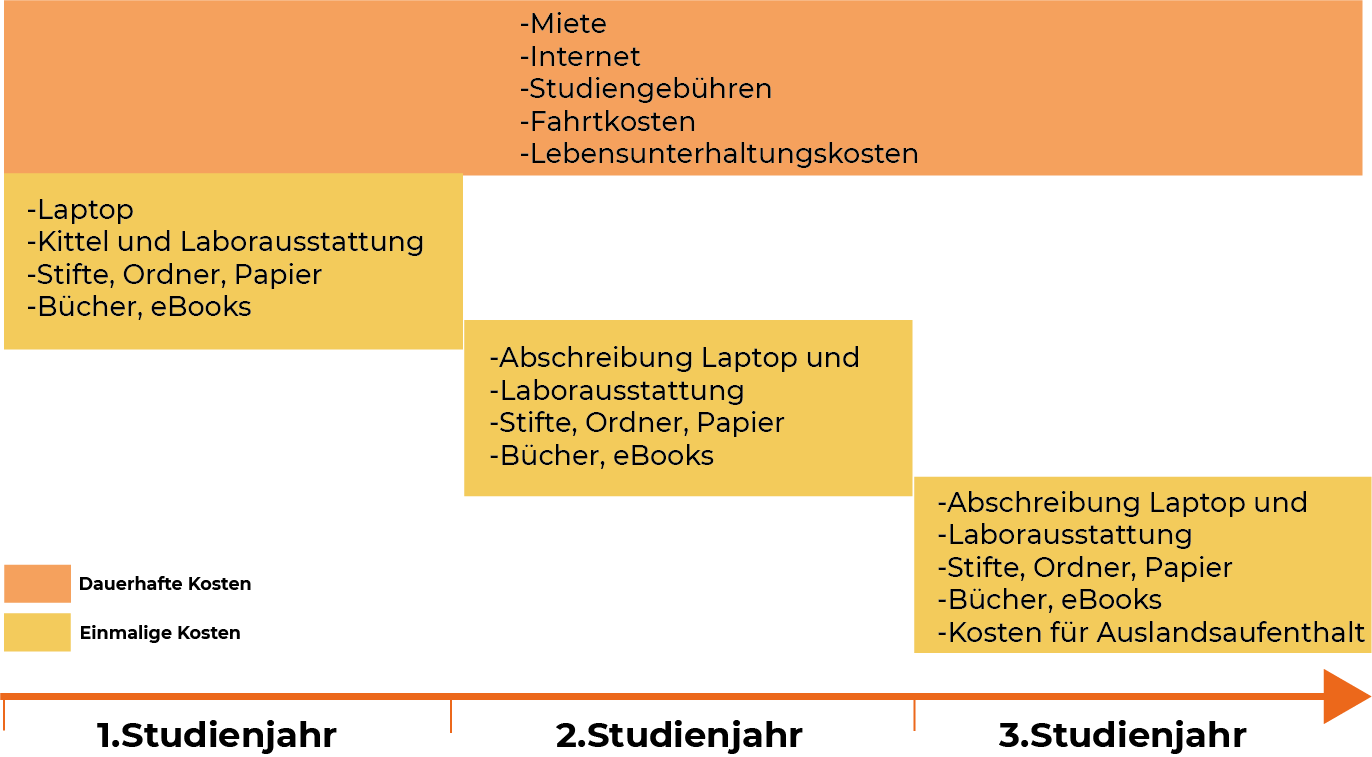 -Miete
-Internet
-Studiengebühren
-Fahrtkosten
-Lebensunterhaltungskosten
-Laptop
-Kittel und Laborausstattung
-Stifte, Ordner, Papier
-Bücher, eBooks
-Abschreibung Laptop und
-Laborausstattung
-Stifte, Ordner, Papier
-Bücher, eBooks
-Abschreibung Laptop und
-Laborausstattung
-Stifte, Ordner, Papier
-Bücher, eBooks
-Kosten für Auslandsaufenthalt
Dauerhafte Kosten
Einmalige Kosten
1.Studienjahr
2.Studienjahr
3.Studienjahr